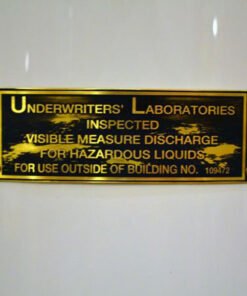 UNDERWRITERS' LABORATORIES
INSPECTED
VISIBLE MEASURE DISCHARGE
FOR HAZARDOUS LIQUIDS
FOR USE OUTSIDE OF BUILDING NO. 109472